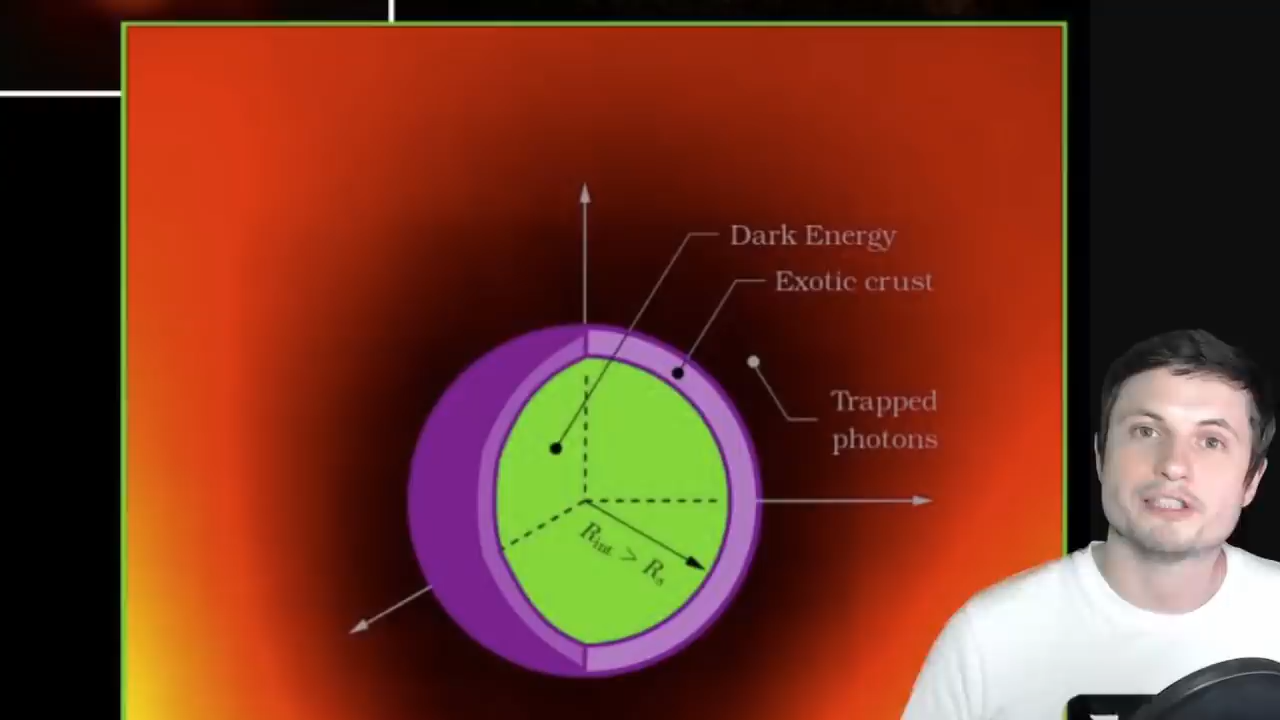 Dark Energy
Exotic crust
Trapped
photons
R_int. > R_s